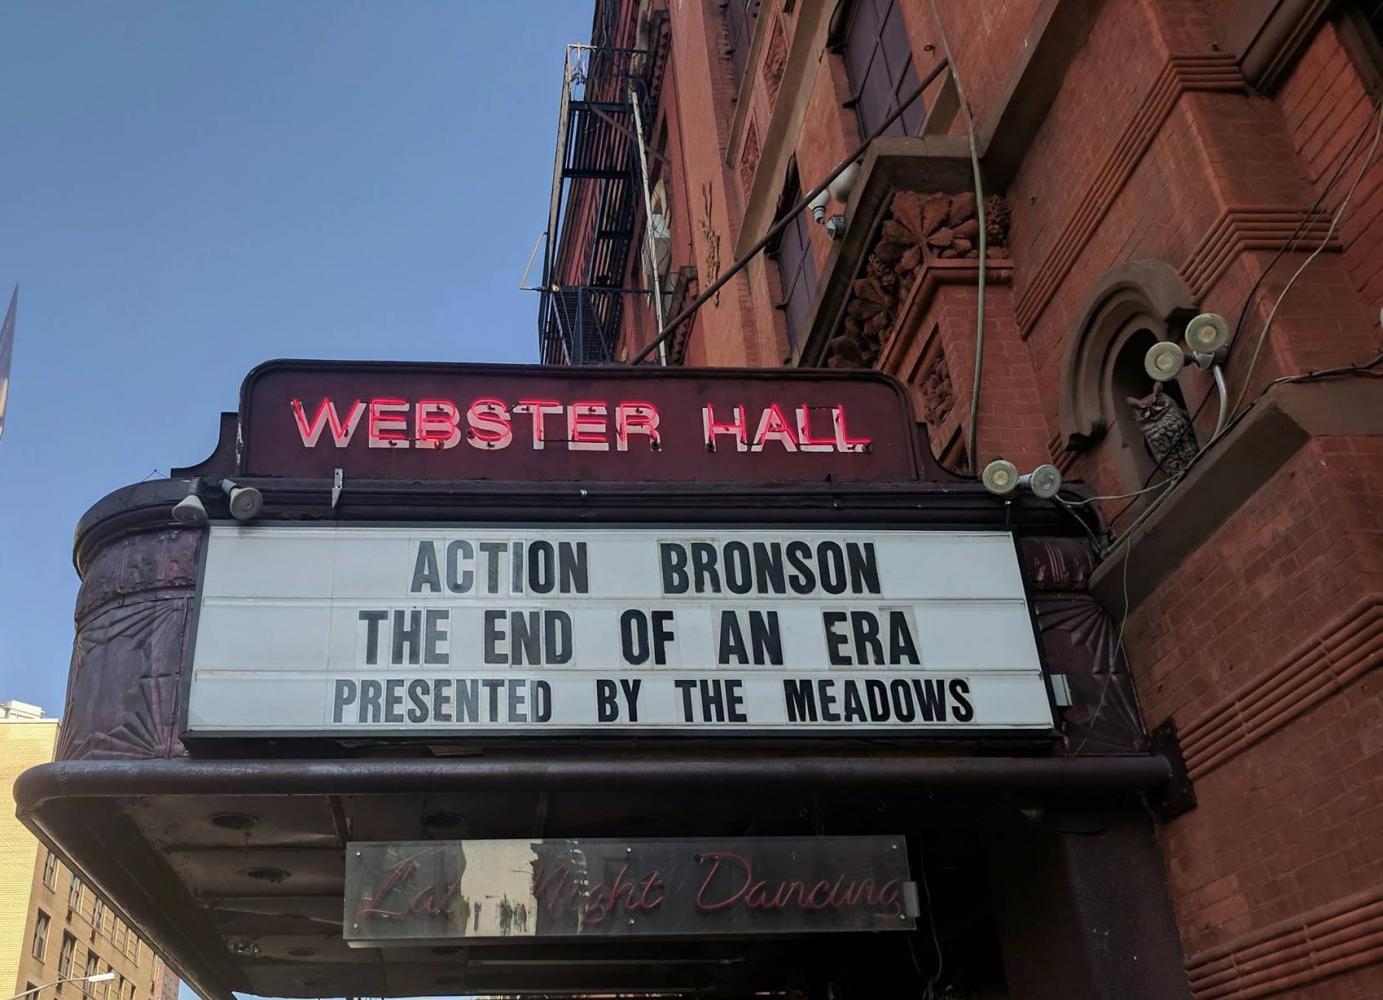 WEBSTER HALL
ACTION BRONSON
THE END OF AN ERA
PRESENTED BY THE MEADOWS
Late Night Dancing